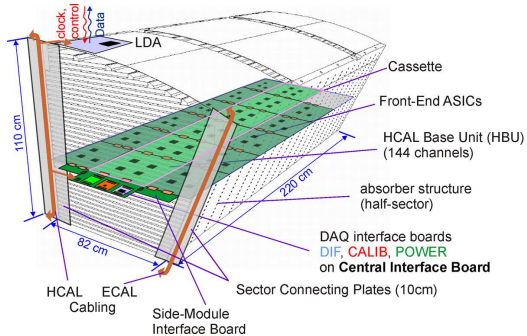 clock,
control
Data
LDA
Cassette
Front-End ASICs
HCAL Base Unit (HBU)
(144 channels)
110 cm
220 cm
absorber structure
(half-sector)
82 cm
DAQ interface boards
DIF, CALIB, POWER
on Central Interface Board
HCAL ECAL
Cabling
Sector Connecting Plates (10cm)
Side-Module
Interface Board